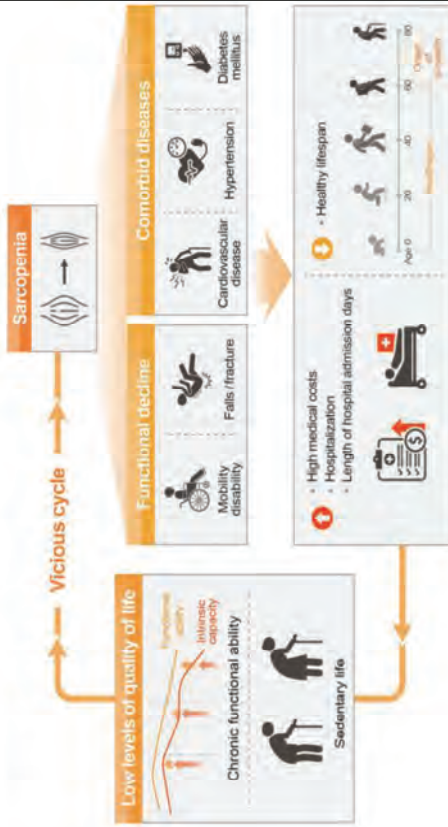 Vicious cycle
Sarcopenia
Functional decline
Mobility
disability
Falls/fracture
Comorbid diseases
Cardiovascular
disease
Hypertension
Diabetes
mellitus
High medical costs
Hospitalization
Length of hospital admission days
Healthy lifespan
Age 0
20
40
60
80
Low levels of quality of life
Functional
ability
Intrinsic
capacity
Chronic functional ability
Sedentary life